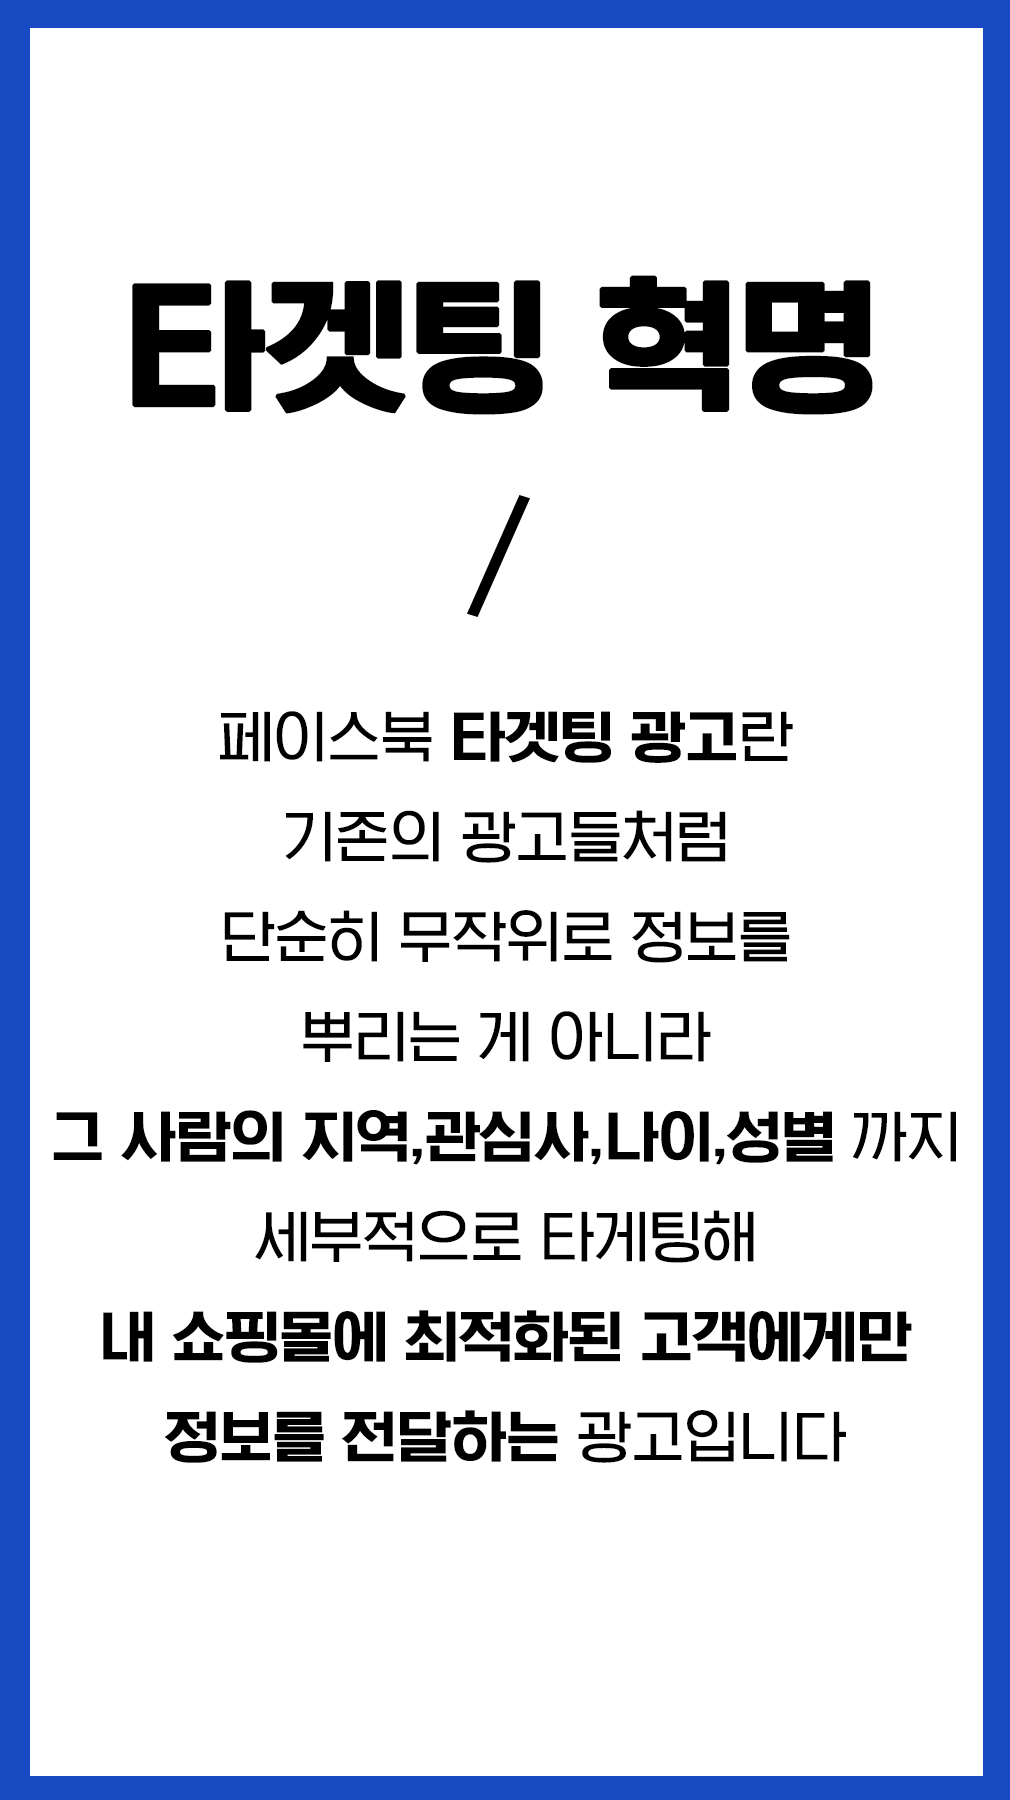 타겟팅 혁명
/
페이스북 타겟팅 광고란
기존의 광고들처럼
단순히 무작위로 정보를
뿌리는 게 아니라
그 사람의 지역,관심사,나이,성별 까지
세부적으로 타게팅해
내 쇼핑몰에 최적화된 고객에게만
정보를 전달하는 광고입니다